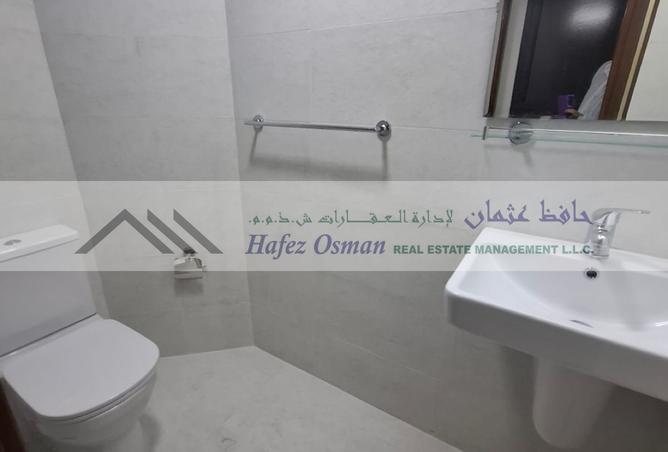 حافظ عثمان لإدارة العقارات ش.ذ.م.م.
Hafez Osman REAL ESTATE MANAGEMENT L.L.C.